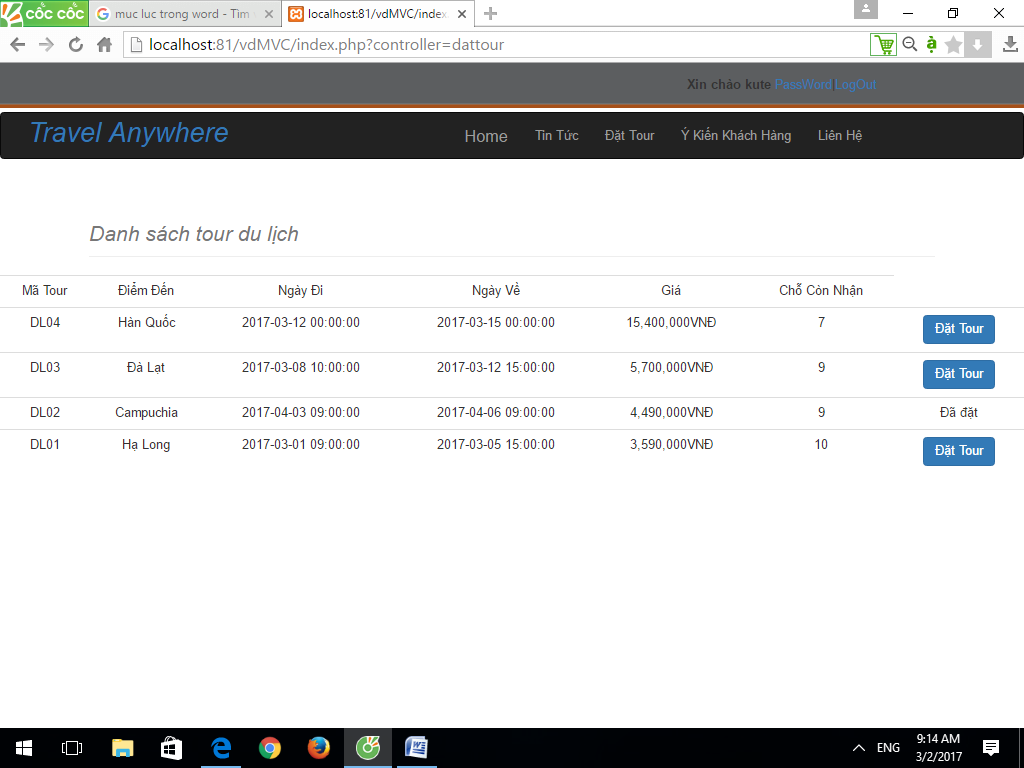 cốc cốc
muc luc trong word - Tìm
localhost:81/vdMVC/index.
localhost:81/vdMVC/index.php?controller=dattour
Xin chào kute PassWord|LogOut
Travel Anywhere
Home Tin Tức Đặt Tour Ý Kiến Khách Hàng Liên Hệ
Danh sách tour du lịch
Mã Tour Điểm Đến Ngày Đi Ngày Về Giá Chỗ Còn Nhận
DL04 Hàn Quốc 2017-03-12 00:00:00 2017-03-15 00:00:00 15,400,000VNĐ 7 Đặt Tour
DL03 Đà Lạt 2017-03-08 10:00:00 2017-03-12 15:00:00 5,700,000VNĐ 9 Đặt Tour
DL02 Campuchia 2017-04-03 09:00:00 2017-04-06 09:00:00 4,490,000VNĐ 9 Đã đặt
DL01 Hạ Long 2017-03-01 09:00:00 2017-03-05 15:00:00 3,590,000VNĐ 10 Đặt Tour
ENG
9:14 AM
3/2/2017